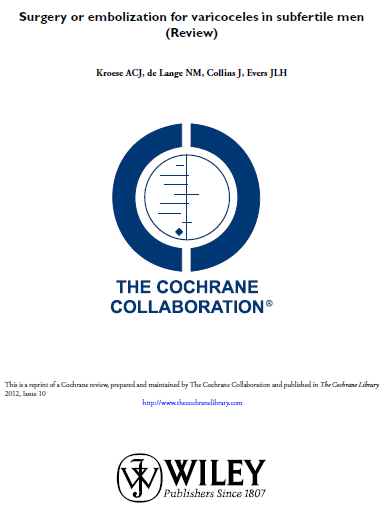 Surgery or embolization for varicoceles in subfertile men
(Review)
Kroese ACJ, de Lange NM, Collins J, Evers JLH
THE COCHRANE
COLLABORATION®
This is a reprint of a Cochrane review, prepared and maintained by The Cochrane Collaboration and published in The Cochrane Library
2012, Issue 10
http://www.thecochranelibrary.com
WILEY
Publishers Since 1807